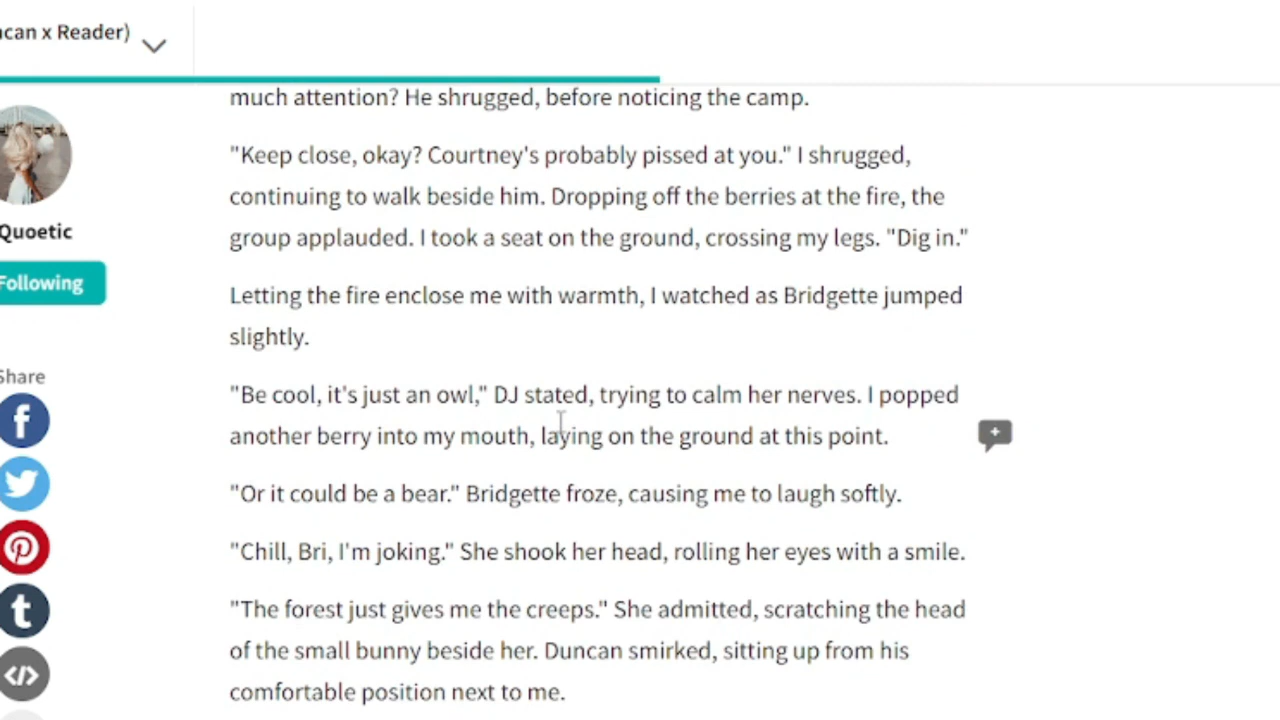 ncan x Reader)
much attention? He shrugged, before noticing the camp.
"Keep close, okay? Courtney's probably pissed at you." I shrugged,
continuing to walk beside him. Dropping off the berries at the fire, the
group applauded. I took a seat on the ground, crossing my legs. "Dig in."
Letting the fire enclose me with warmth, I watched as Bridgette jumped
slightly.
"Be cool, it's just an owl," DJ stated, trying to calm her nerves. I popped
another berry into my mouth, laying on the ground at this point.
"Or it could be a bear." Bridgette froze, causing me to laugh softly.
"Chill, Bri, I'm joking." She shook her head, rolling her eyes with a smile.
"The forest just gives me the creeps." She admitted, scratching the head
of the small bunny beside her. Duncan smirked, sitting up from his
comfortable position next to me.
Quoetic
Following
Share